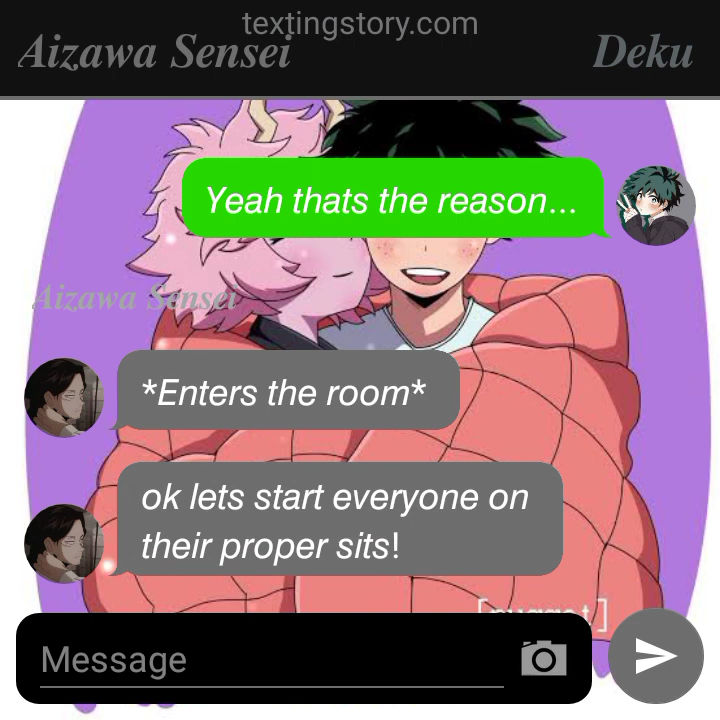 textingstory.com
Aizawa Sensei
Deku
Yeah thats the reason...
Aizawa Sensei
*Enters the room*
ok lets start everyone on
their proper sits!
Message